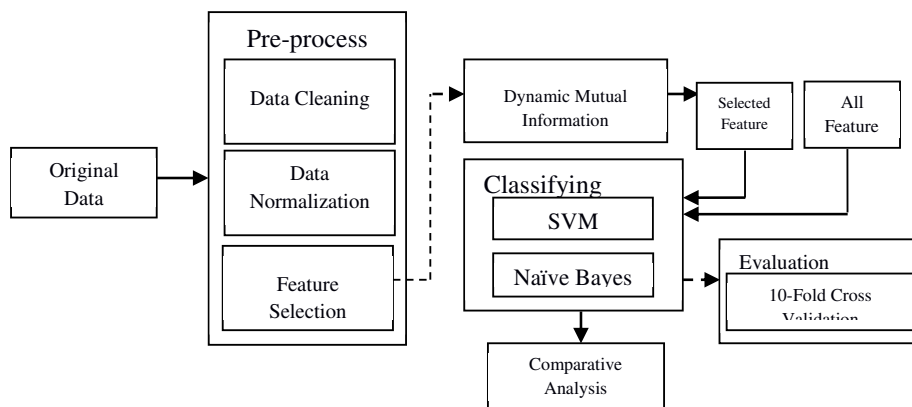 Original
Data
Pre-process
Data Cleaning
Data
Normalization
Feature
Selection
Dynamic Mutual
Information
Selected
Feature
All
Feature
Classifying
SVM
Naïve Bayes
Evaluation
10-Fold Cross
Validation
Comparative
Analysis